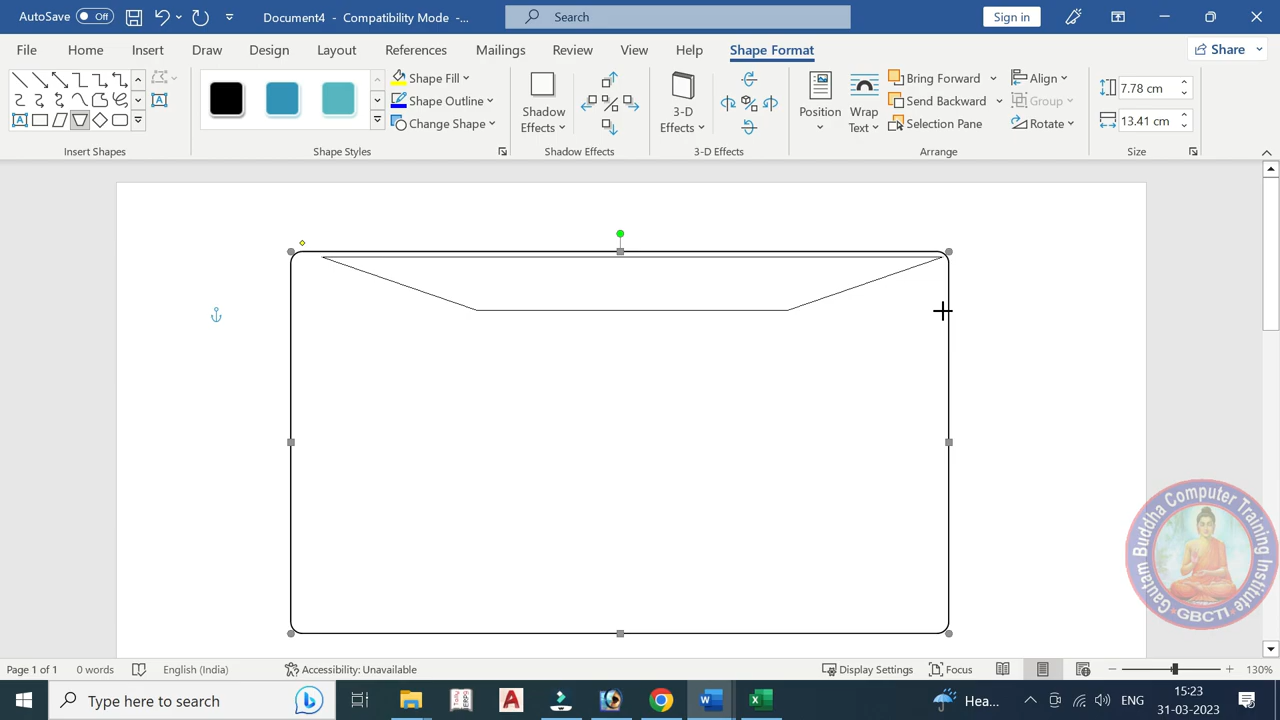 AutoSave Off
Document4 - Compatibility Mode -...
Search
Sign in
File Home Insert Draw Design Layout References Mailings Review View Help Shape Format
Share
Shape Fill
Shape Outline
Change Shape
Shadow Effects
3-D Effects
Position
Wrap Text
Bring Forward
Send Backward
Selection Pane
Align
Group
Rotate
7.78 cm
13.41 cm
Insert Shapes Shape Styles Shadow Effects 3-D Effects Arrange Size
Gautam Buddha Computer Training Institute
GBCTI
Page 1 of 1 0 words English (India) Accessibility: Unavailable Display Settings Focus 130%
Type here to search
Hea...
ENG
15:23
31-03-2023